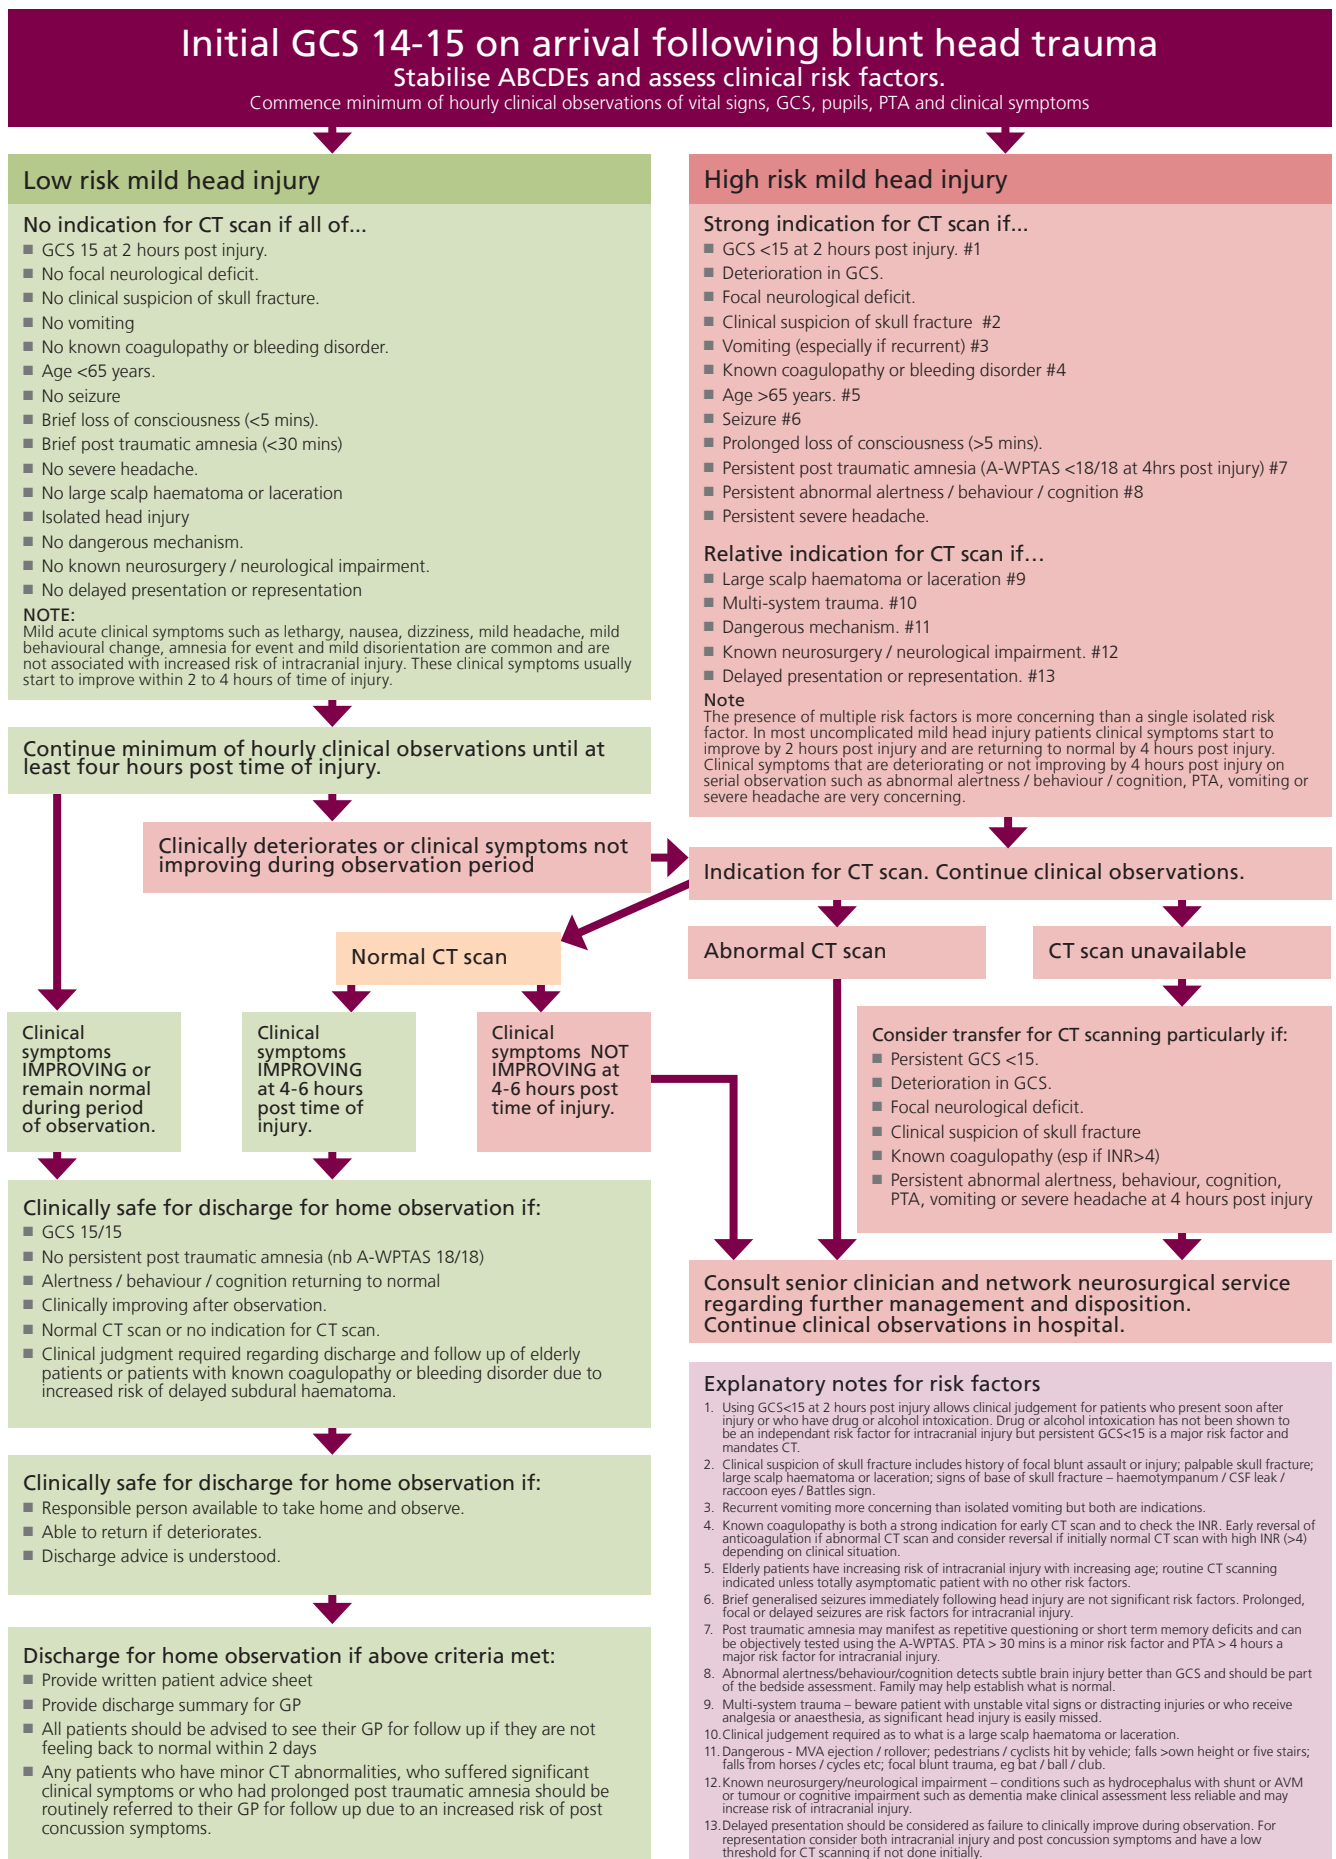 Initial GCS 14-15 on arrival following blunt head trauma
Stabilise ABCDEs and assess clinical risk factors.
Commence minimum of hourly clinical observations of vital signs, GCS, pupils, PTA and clinical symptoms
Low risk mild head injury
No indication for CT scan if all of...
■ GCS 15 at 2 hours post injury.
■ No focal neurological deficit.
■ No clinical suspicion of skull fracture.
■ No vomiting
■ No known coagulopathy or bleeding disorder.
■ Age <65 years.
■ No seizure
■ Brief loss of consciousness (<5 mins).
■ Brief post traumatic amnesia (<30 mins)
■ No severe headache.
■ No large scalp haematoma or laceration
■ Isolated head injury
■ No dangerous mechanism.
■ No known neurosurgery / neurological impairment.
■ No delayed presentation or representation
NOTE:
Mild acute clinical symptoms such as lethargy, nausea, dizziness, mild headache, mild
behavioural change, amnesia for event and mild disorientation are common and are
not associated with increased risk of intracranial injury. These clinical symptoms usually
start to improve within 2 to 4 hours of time of injury.
High risk mild head injury
Strong indication for CT scan if...
■ GCS <15 at 2 hours post injury. #1
■ Deterioration in GCS.
■ Focal neurological deficit.
■ Clinical suspicion of skull fracture #2
■ Vomiting (especially if recurrent) #3
■ Known coagulopathy or bleeding disorder #4
■ Age >65 years. #5
■ Seizure #6
■ Prolonged loss of consciousness (>5 mins).
■ Persistent post traumatic amnesia (A-WPTAS <18/18 at 4hrs post injury) #7
■ Persistent abnormal alertness / behaviour / cognition #8
■ Persistent severe headache.
Relative indication for CT scan if...
■ Large scalp haematoma or laceration #9
■ Multi-system trauma. #10
■ Dangerous mechanism. #11
■ Known neurosurgery / neurological impairment. #12
■ Delayed presentation or representation. #13
Note
The presence of multiple risk factors is more concerning than a single isolated risk
factor. In most uncomplicated mild head injury patients clinical symptoms start to
improve by 2 hours post injury and are returning to normal by 4 hours post injury.
Clinical symptoms that are deteriorating or not improving by 4 hours post injury on
serial observation such as abnormal alertness / behaviour / cognition, PTA, vomiting or
severe headache are very concerning.
Continue minimum of hourly clinical observations until at
least four hours post time of injury.
Clinically deteriorates or clinical symptoms not
improving during observation period
Indication for CT scan. Continue clinical observations.
Normal CT scan
Abnormal CT scan
CT scan unavailable
Clinical
symptoms
IMPROVING or
remain normal
during period
of observation.
Clinical
symptoms
IMPROVING
at 4-6 hours
post time of
injury.
Clinical
symptoms NOT
IMPROVING at
4-6 hours post
time of injury.
Consider transfer for CT scanning particularly if:
■ Persistent GCS <15.
■ Deterioration in GCS.
■ Focal neurological deficit.
■ Clinical suspicion of skull fracture
■ Known coagulopathy (esp if INR>4)
■ Persistent abnormal alertness, behaviour, cognition,
PTA, vomiting or severe headache at 4 hours post injury
Clinically safe for discharge for home observation if:
■ GCS 15/15
■ No persistent post traumatic amnesia (nb A-WPTAS 18/18)
■ Alertness / behaviour / cognition returning to normal
■ Clinically improving after observation.
■ Normal CT scan or no indication for CT scan.
■ Clinical judgment required regarding discharge and follow up of elderly
patients or patients with known coagulopathy or bleeding disorder due to
increased risk of delayed subdural haematoma.
Consult senior clinician and network neurosurgical service
regarding further management and disposition.
Continue clinical observations in hospital.
Clinically safe for discharge for home observation if:
■ Responsible person available to take home and observe.
■ Able to return if deteriorates.
■ Discharge advice is understood.
Discharge for home observation if above criteria met:
■ Provide written patient advice sheet
■ Provide discharge summary for GP
■ All patients should be advised to see their GP for follow up if they are not
feeling back to normal within 2 days
■ Any patients who have minor CT abnormalities, who suffered significant
clinical symptoms or who had prolonged post traumatic amnesia should be
routinely referred to their GP for follow up due to an increased risk of post
concussion symptoms.
Explanatory notes for risk factors
1. Using GCS<15 at 2 hours post injury allows clinical judgement for patients who present soon after
injury or who have drug or alcohol intoxication. Drug or alcohol intoxication has not been shown to
be an independant risk factor for intracranial injury but persistent GCS<15 is a major risk factor and
mandates CT.
2. Clinical suspicion of skull fracture includes history of focal blunt assault or injury; palpable skull fracture;
large scalp haematoma or laceration; signs of base of skull fracture – haemotympanum / CSF leak /
raccoon eyes / Battles sign.
3. Recurrent vomiting more concerning than isolated vomiting but both are indications.
4. Known coagulopathy is both a strong indication for early CT scan and to check the INR. Early reversal of
anticoagulation if abnormal CT scan and consider reversal if initially normal CT scan with high INR (>4)
depending on clinical situation.
5. Elderly patients have increasing risk of intracranial injury with increasing age; routine CT scanning
indicated unless totally asymptomatic patient with no other risk factors.
6. Brief generalised seizures immediately following head injury are not significant risk factors. Prolonged,
focal or delayed seizures are risk factors for intracranial injury.
7. Post traumatic amnesia may manifest as repetitive questioning or short term memory deficits and can
be objectively tested using the A-WPTAS. PTA > 30 mins is a minor risk factor and PTA > 4 hours a
major risk factor for intracranial injury.
8. Abnormal alertness/behaviour/cognition detects subtle brain injury better than GCS and should be part
of the bedside assessment. Family may help establish what is normal.
9. Multi-system trauma – beware patient with unstable vital signs or distracting injuries or who receive
analgesia or anaesthesia, as significant head injury is easily missed.
10. Clinical judgement required as to what is a large scalp haematoma or laceration.
11. Dangerous - MVA ejection / rollover; pedestrians / cyclists hit by vehicle; falls >own height or five stairs;
falls from horses / cycles etc; focal blunt trauma, eg bat / ball / club.
12. Known neurosurgery/neurological impairment – conditions such as hydrocephalus with shunt or AVM
or tumour or cognitive impairment such as dementia make clinical assessment less reliable and may
increase risk of intracranial injury.
13. Delayed presentation should be considered as failure to clinically improve during observation. For
representation consider both intracranial injury and post concussion symptoms and have a low
threshold for CT scanning if not done initially.